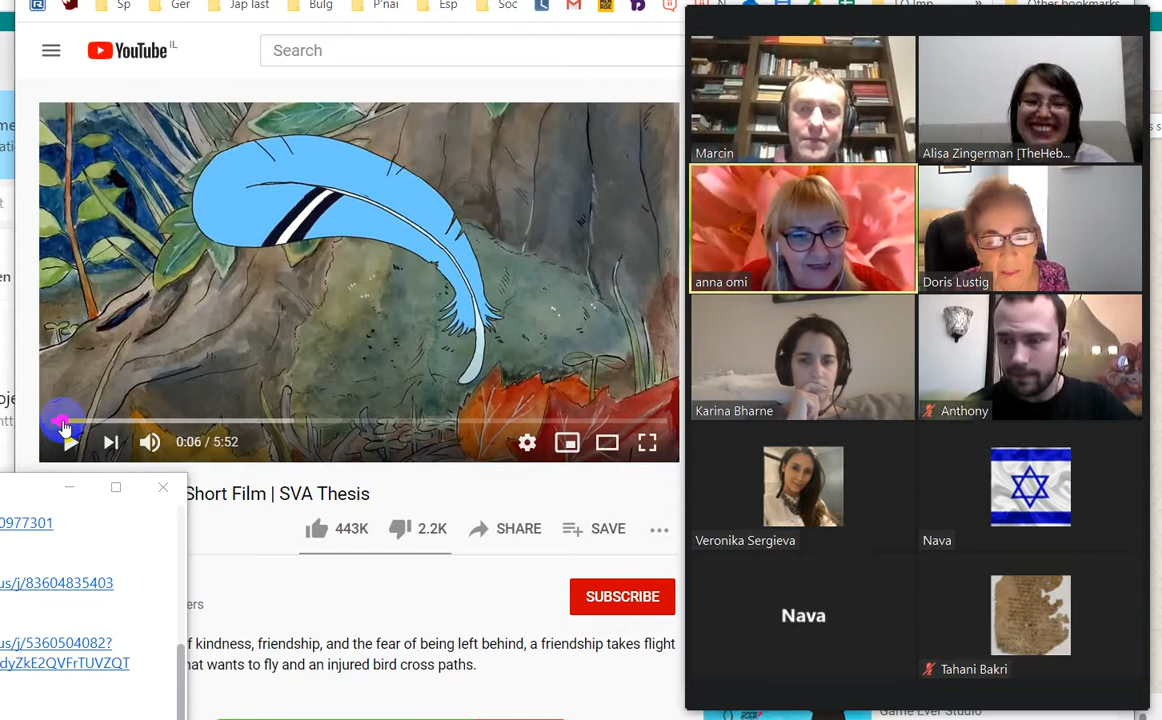 Sp
Ger
Jap last
Bulg
P'nai
Esp
Soc
Other bookmarks
YouTube IL
Search
Marcin
Alisa Zingerman [TheHeb...
anna omi
Doris Lustig
Karina Bharne
Anthony
Veronika Sergieva
Nava
Nava
Tahani Bakri
0:06 / 5:52
Short Film | SVA Thesis
443K
2.2K
SHARE
SAVE
SUBSCRIBE
0977301
us/j/83604835403
us/j/5360504082?
dyZkE2QVFrTUVZQT
ers
f kindness, friendship, and the fear of being left behind, a friendship takes flight
hat wants to fly and an injured bird cross paths.